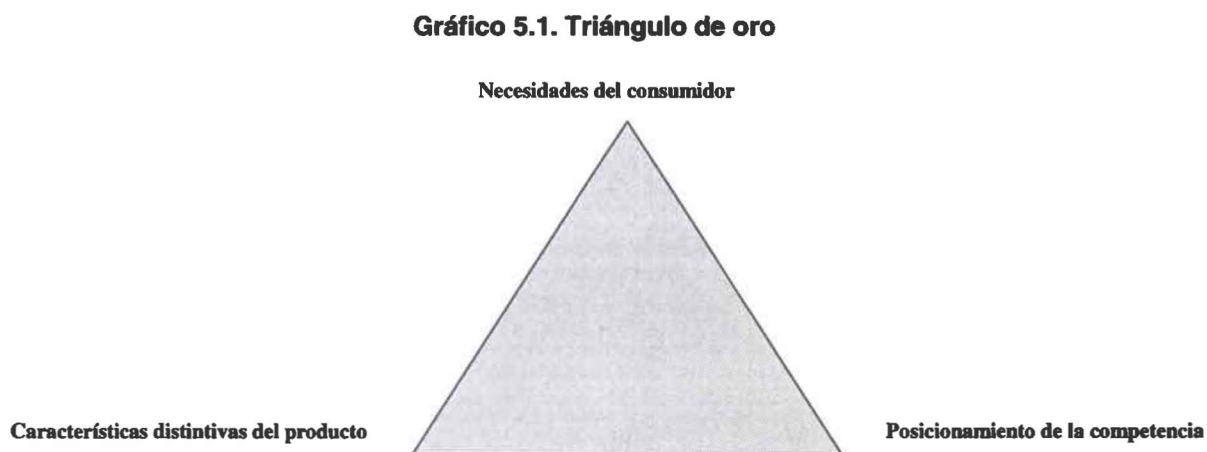 Gráfico 5.1. Triángulo de oro
Necesidades del consumidor
Características distintivas del producto
Posicionamiento de la competencia